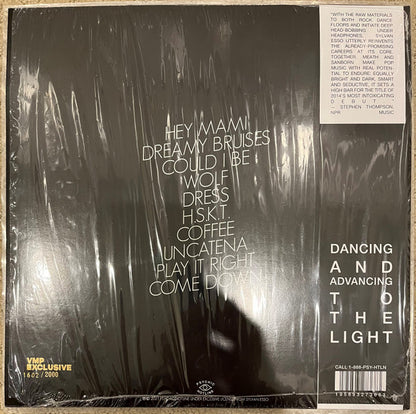 "WITH THE RAW MATERIALS
TO BOTH ROCK DANCE
FLOORS AND INITIATE DEEP
HEAD-BOBBING UNDER
HEADPHONES, SYLVAN
ESSO UTTERLY REINVENTS
THE ALREADY-PROMISING
CAREERS AT ITS CORE.
TOGETHER, MEATH AND
SANBORN MAKE POP
MUSIC WITH REAL POTEN-
TIAL TO ENDURE: EQUALLY
BRIGHT AND DARK, SMART
AND SEDUCTIVE, IT SETS A
HIGH BAR FOR THE TITLE OF
2014'S MOST INTOXICATING
DEBUT."
– STEPHEN THOMPSON,
NPR MUSIC
HEY MAMI
DREAMY BRUISES
COULD I BE
WOLF
DRESS
H.S.K.T.
COFFEE
UNCATENA
PLAY IT RIGHT
COME DOWN
DANCING
AND
ADVANCING
TO
THE
LIGHT
VMP
EXCLUSIVE
1602 / 2000
PSYCHIC
CALL 1-888-PSY-HTLN